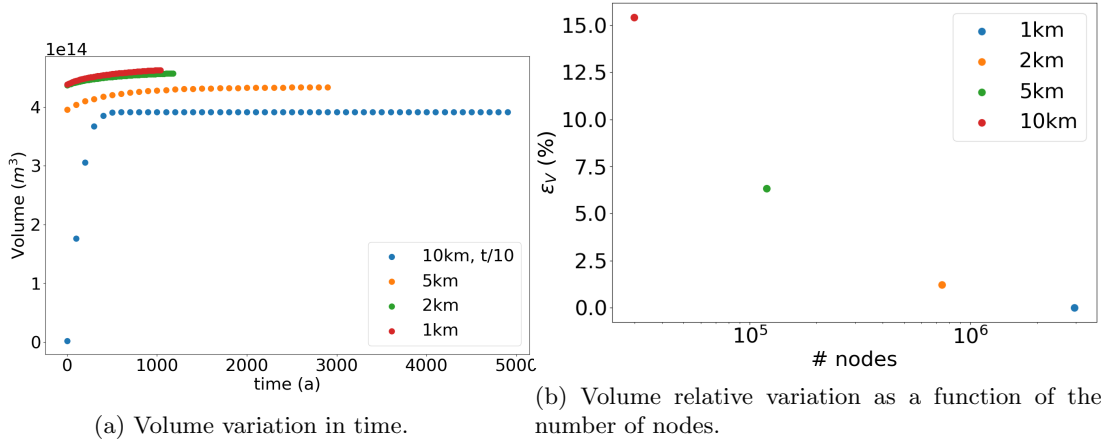 1e14
Volume (m³)
4
3
2
1
0
10km, t/10
5km
2km
1km
0 1000 2000 3000 4000 5000
time (a)
(a) Volume variation in time.
εV (%)
15.0
12.5
10.0
7.5
5.0
2.5
0.0
1km
2km
5km
10km
10⁵ 10⁶
# nodes
(b) Volume relative variation as a function of the
number of nodes.